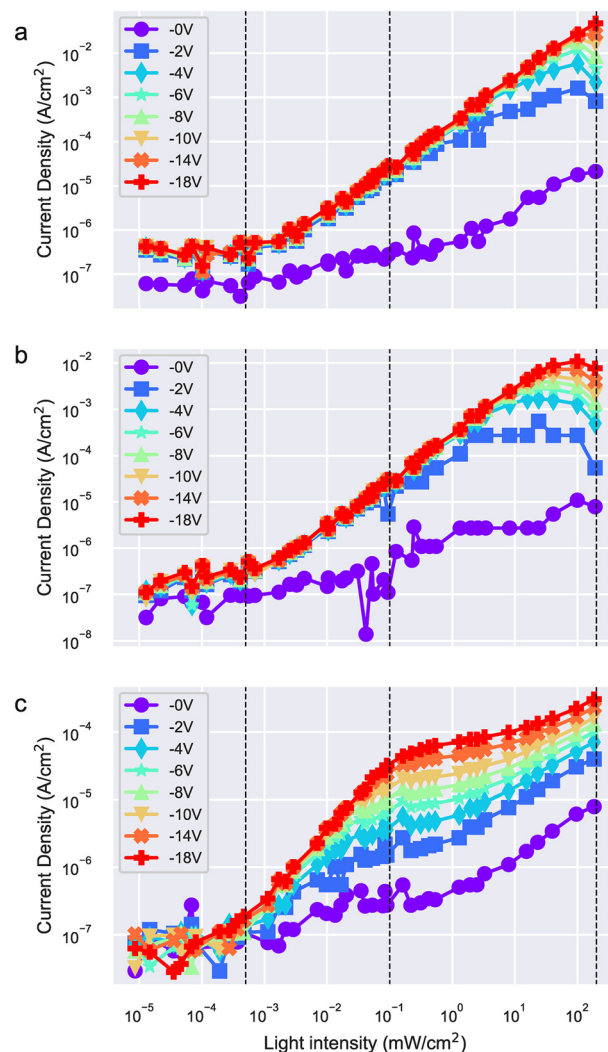 a
-0V
-2V
-4V
-6V
-8V
-10V
-14V
-18V
Current Density (A/cm²)
10⁻²
10⁻³
10⁻⁴
10⁻⁵
10⁻⁶
10⁻⁷
b
-0V
-2V
-4V
-6V
-8V
-10V
-14V
-18V
Current Density (A/cm²)
10⁻²
10⁻³
10⁻⁴
10⁻⁵
10⁻⁶
10⁻⁷
10⁻⁸
c
-0V
-2V
-4V
-6V
-8V
-10V
-14V
-18V
Current Density (A/cm²)
10⁻⁴
10⁻⁵
10⁻⁶
10⁻⁷
10⁻⁵ 10⁻⁴ 10⁻³ 10⁻² 10⁻¹ 10⁰ 10¹ 10²
Light intensity (mW/cm²)